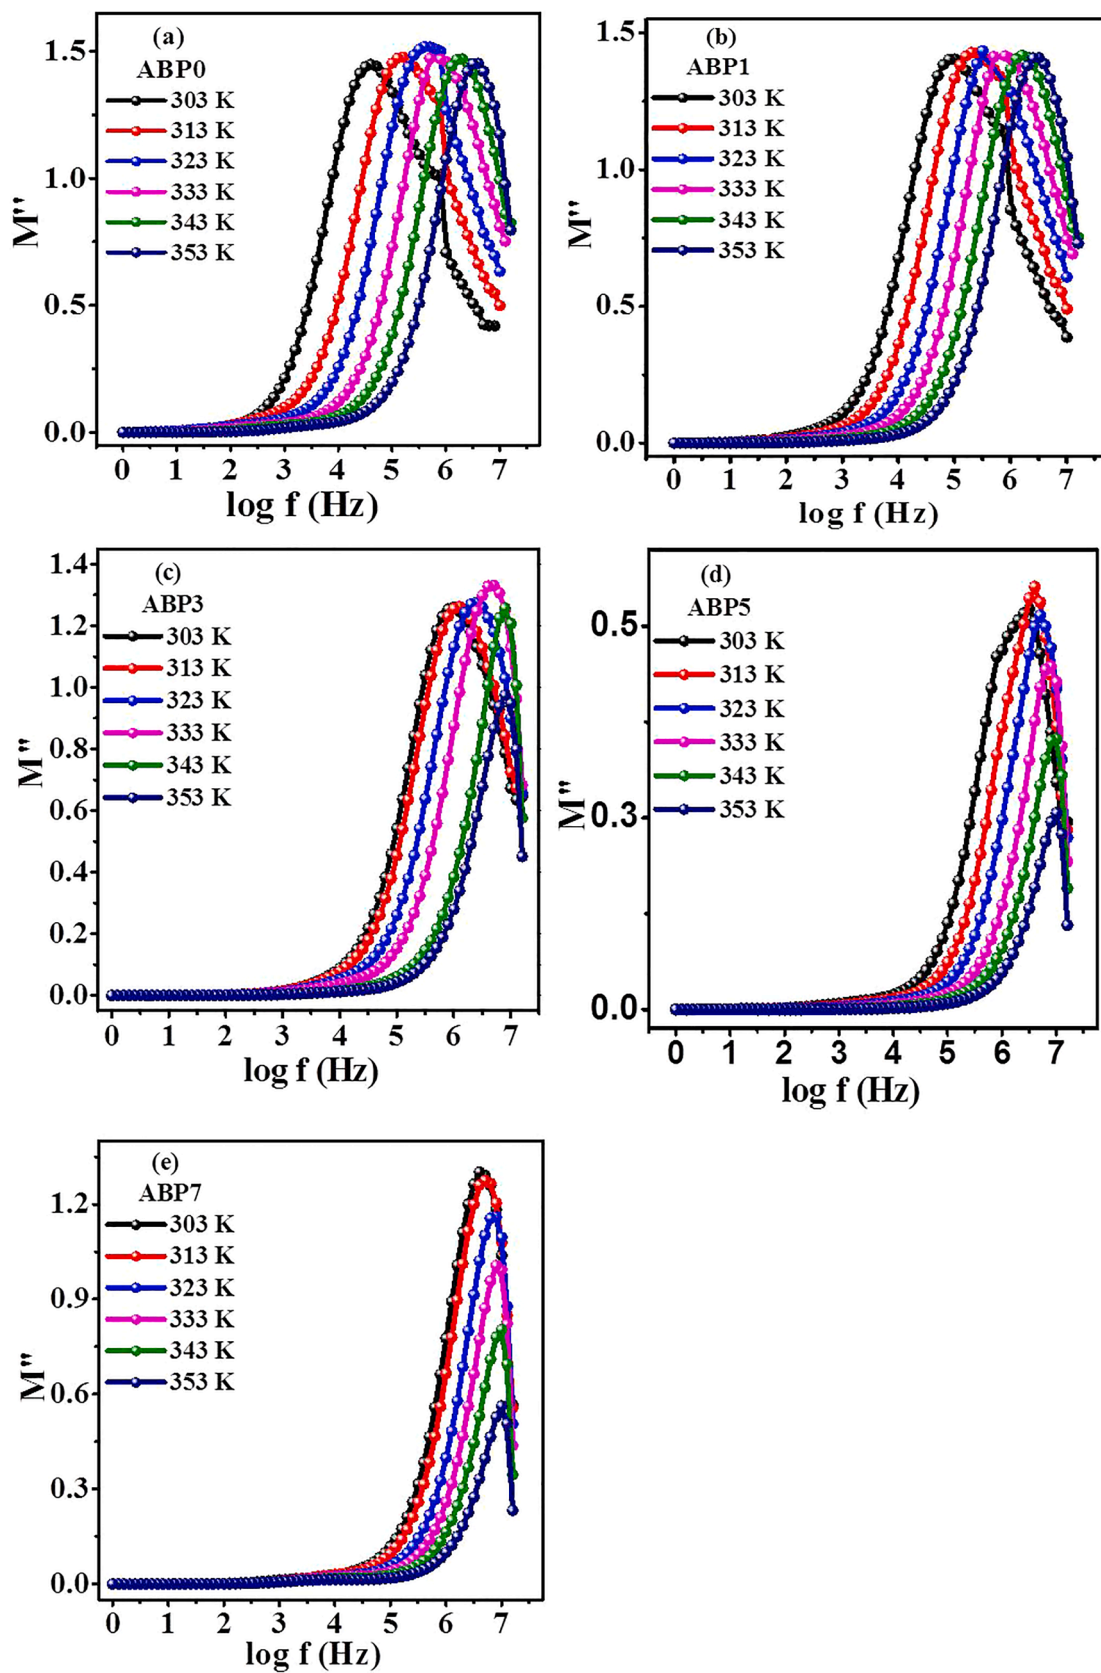 (a)
ABP0
303 K
313 K
323 K
333 K
343 K
353 K
1.5
1.0
0.5
0.0
M"
0 1 2 3 4 5 6 7
log f (Hz)
(b)
ABP1
303 K
313 K
323 K
333 K
343 K
353 K
1.5
1.0
0.5
0.0
M"
0 1 2 3 4 5 6 7
log f (Hz)
(c)
ABP3
303 K
313 K
323 K
333 K
343 K
353 K
1.4
1.2
1.0
0.8
0.6
0.4
0.2
0.0
M"
0 1 2 3 4 5 6 7
log f (Hz)
(d)
ABP5
303 K
313 K
323 K
333 K
343 K
353 K
0.5
0.3
0.0
M"
0 1 2 3 4 5 6 7
log f (Hz)
(e)
ABP7
303 K
313 K
323 K
333 K
343 K
353 K
1.2
0.9
0.6
0.3
0.0
M"
0 1 2 3 4 5 6 7
log f (Hz)